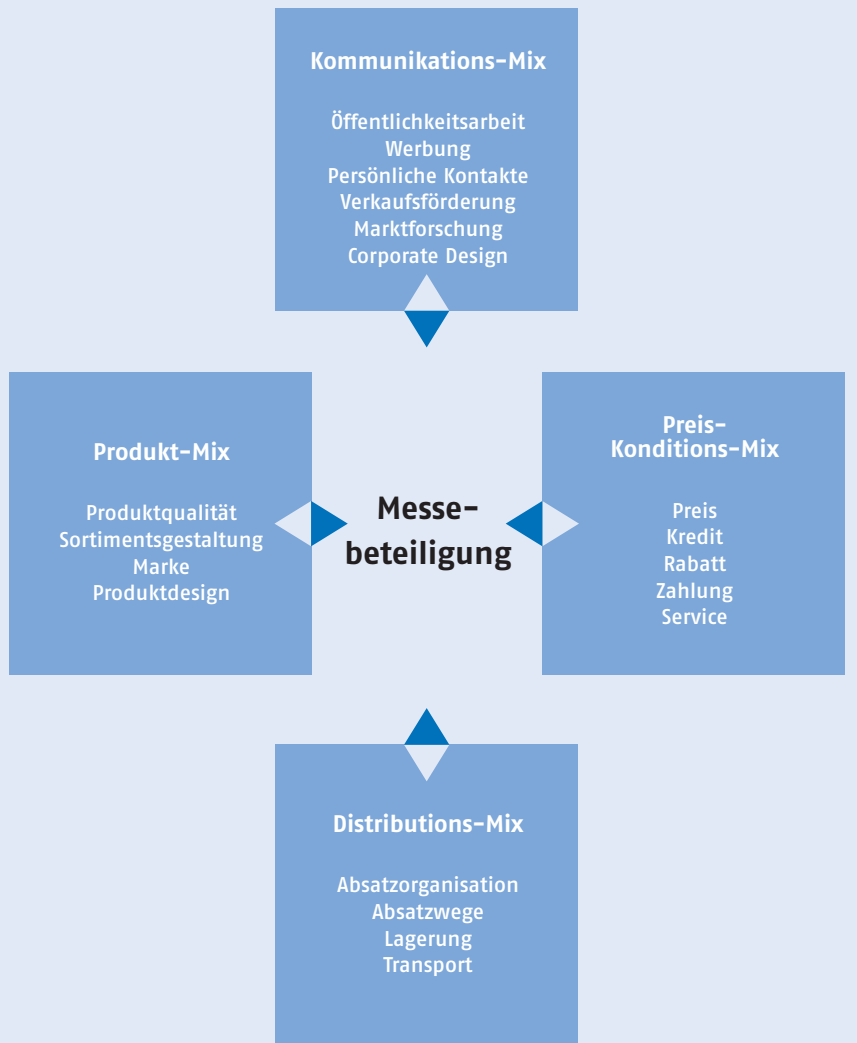 Kommunikations-Mix
Öffentlichkeitsarbeit
Werbung
Persönliche Kontakte
Verkaufsförderung
Marktforschung
Corporate Design
Produkt-Mix
Produktqualität
Sortimentsgestaltung
Marke
Produktdesign
Messe-
beteiligung
Preis-
Konditions-Mix
Preis
Kredit
Rabatt
Zahlung
Service
Distributions-Mix
Absatzorganisation
Absatzwege
Lagerung
Transport